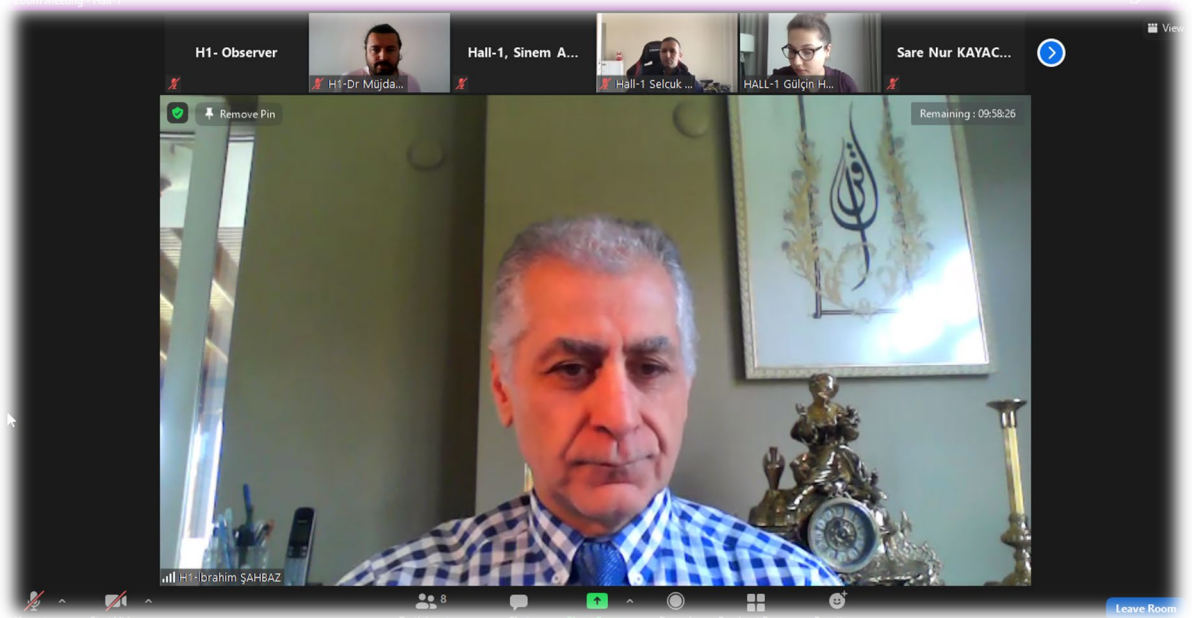 H1- Observer
H1-Dr Müjda...
Hall-1, Sinem A...
Hall-1 Selcuk ...
HALL-1 Gülçin H...
Sare Nur KAYAC...
View
Remove Pin
Remaining : 09:58:26
H1-İbrahim ŞAHBAZ
8
Leave Room